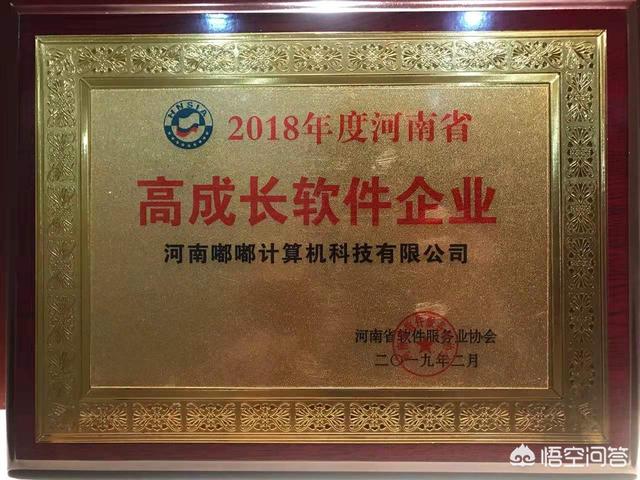 HNSIA
2018年度河南省
高成长软件企业
河南嘟嘟计算机科技有限公司
河南省软件服务业协会
二〇一九年二月
悟空问答